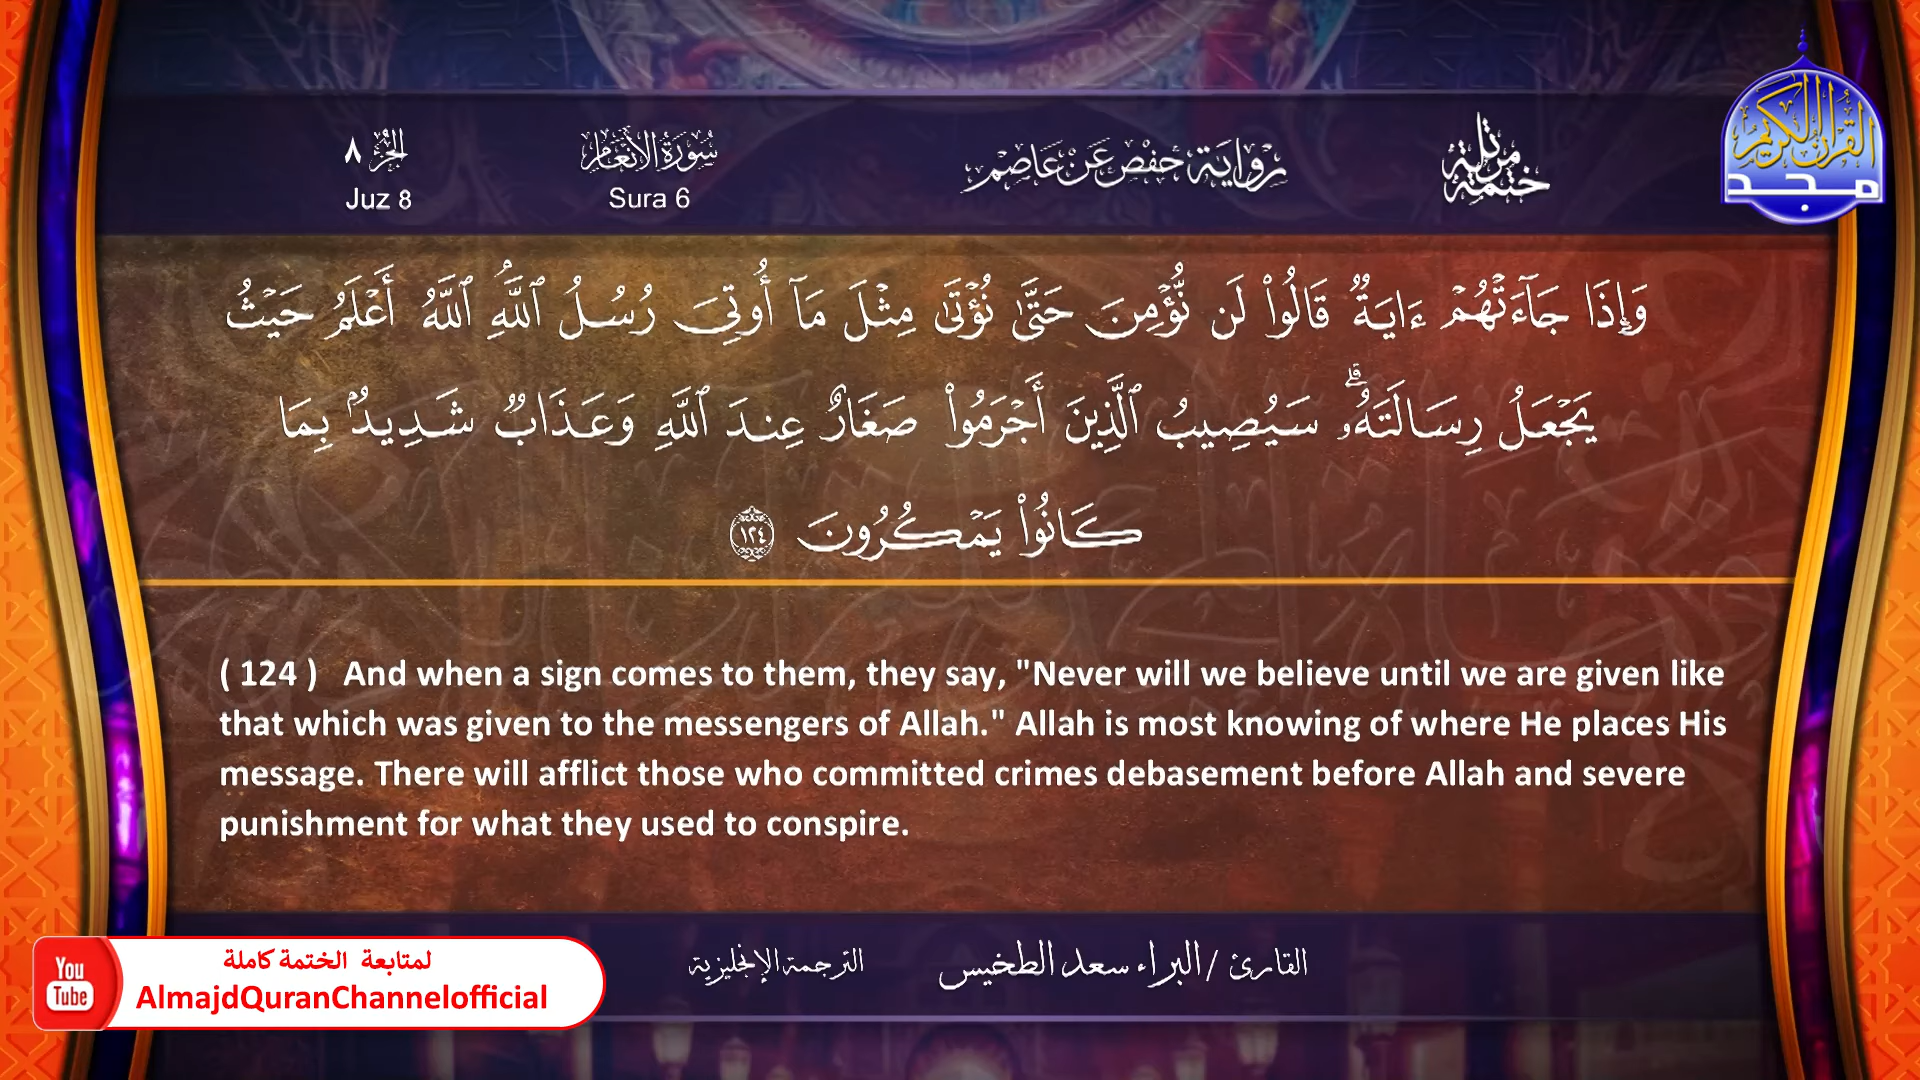 القرآن الكريم
مجد
ختمة مرتلة
رواية حفص عن عاصم
سورة الأنعام
Sura 6
الجزء ٨
Juz 8
وَإِذَا جَآءَتْهُمْ ءَايَةٌ قَالُوا۟ لَن نُّؤْمِنَ حَتَّىٰ نُؤْتَىٰ مِثْلَ مَآ أُوتِىَ رُسُلُ ٱللَّهِ ۘ ٱللَّهُ أَعْلَمُ حَيْثُ
يَجْعَلُ رِسَالَتَهُۥ ۗ سَيُصِيبُ ٱلَّذِينَ أَجْرَمُوا۟ صَغَارٌ عِندَ ٱللَّهِ وَعَذَابٌ شَدِيدٌۢ بِمَا
كَانُوا۟ يَمْكُرُونَ ١٢٤
( 124 ) And when a sign comes to them, they say, "Never will we believe until we are given like
that which was given to the messengers of Allah." Allah is most knowing of where He places His
message. There will afflict those who committed crimes debasement before Allah and severe
punishment for what they used to conspire.
القارئ / البراء سعد الطخيس
الترجمة الإنجليزية
You
Tube
لمتابعة الختمة كاملة
AlmajdQuranChannelofficial